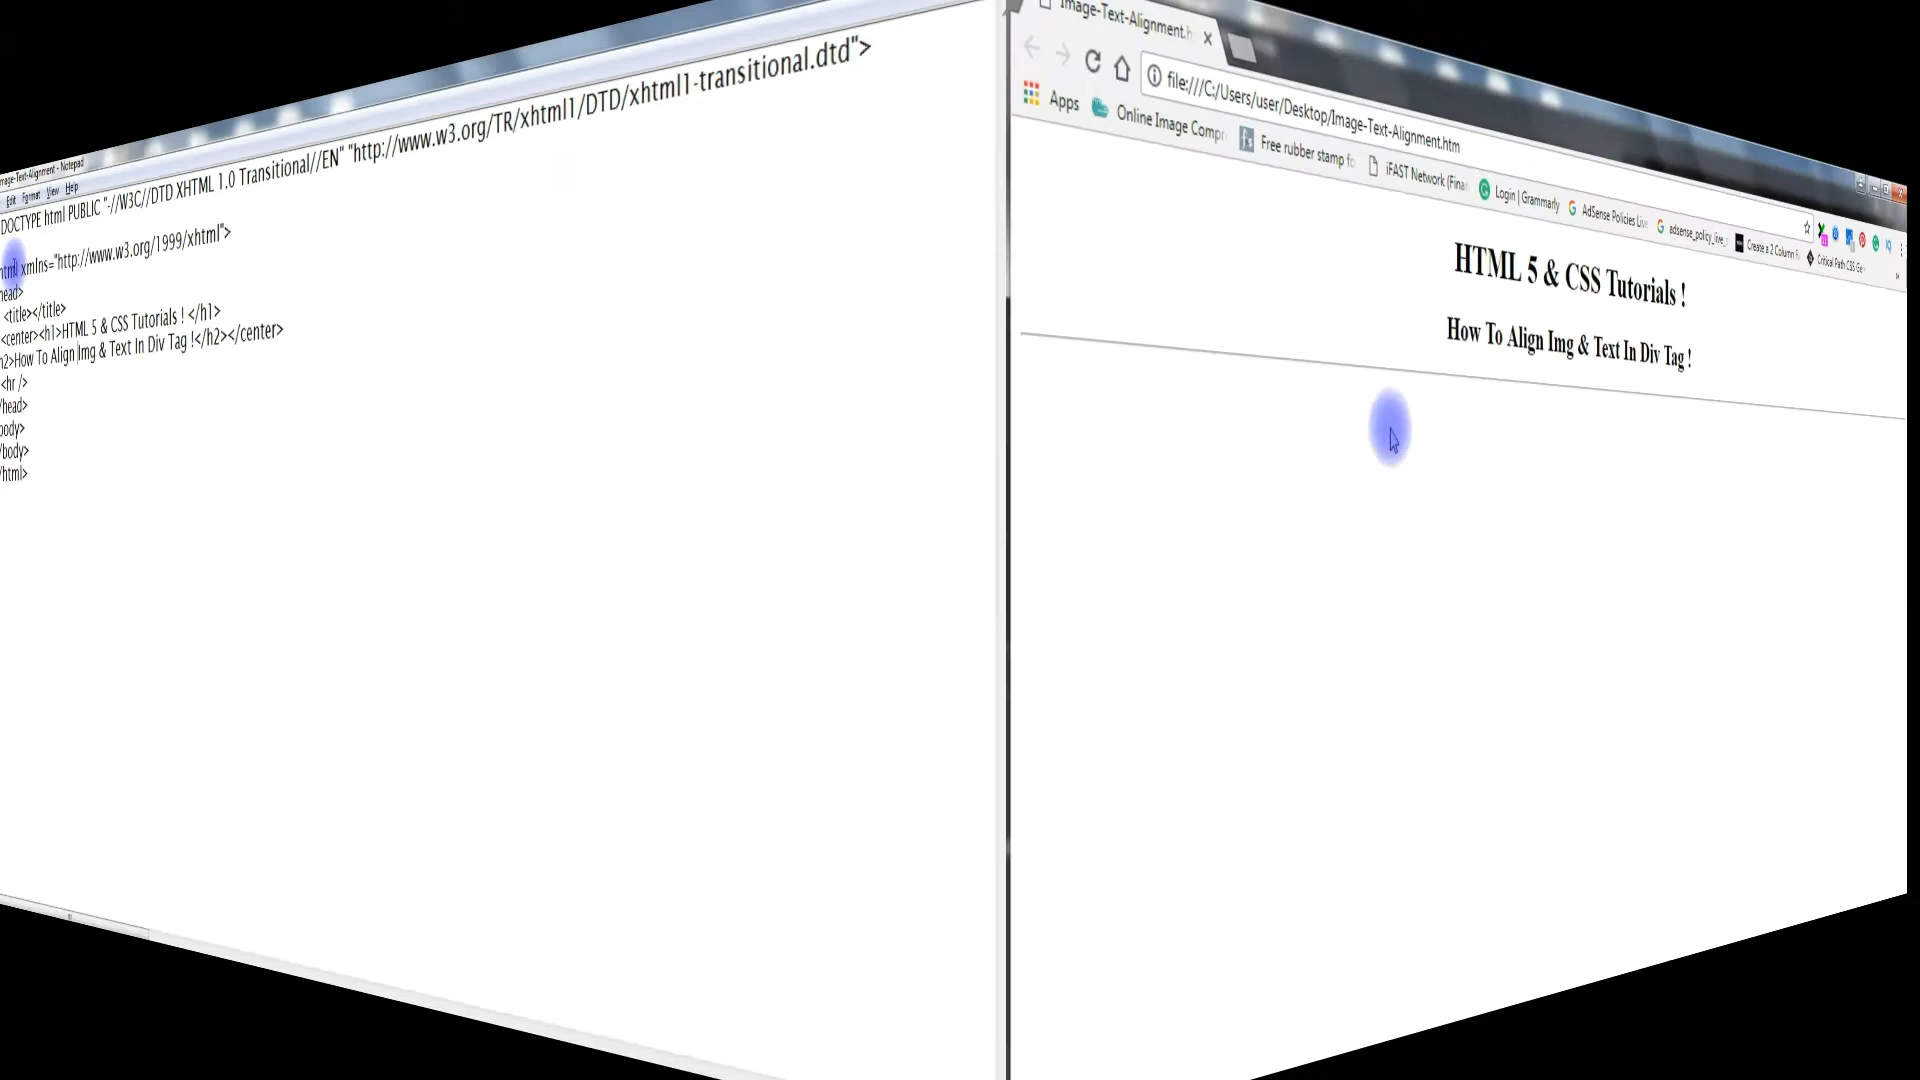 mage-Text-Alignment - Notepad
Edit Format View Help
DOCTYPE html PUBLIC "-//W3C//DTD XHTML 1.0 Transitional//EN" "http://www.w3.org/TR/xhtml1/DTD/xhtml1-transitional.dtd">
html xmlns="http://www.w3.org/1999/xhtml">
head>
<title></title>
<center><h1>HTML 5 & CSS Tutorials ! </h1>
h2>How To Align Img & Text In Div Tag !</h2></center>
<hr />
/head>
body>
/body>
/html>
Image-Text-Alignment.h
file:///C:/Users/user/Desktop/Image-Text-Alignment.htm
Apps Online Image Compr Free rubber stamp fo iFAST Network (Fina Login | Grammarly AdSense Policies Live adsense_policy_live_ Create a 2 Column F Critical Path CSS Gen
HTML 5 & CSS Tutorials !
How To Align Img & Text In Div Tag !